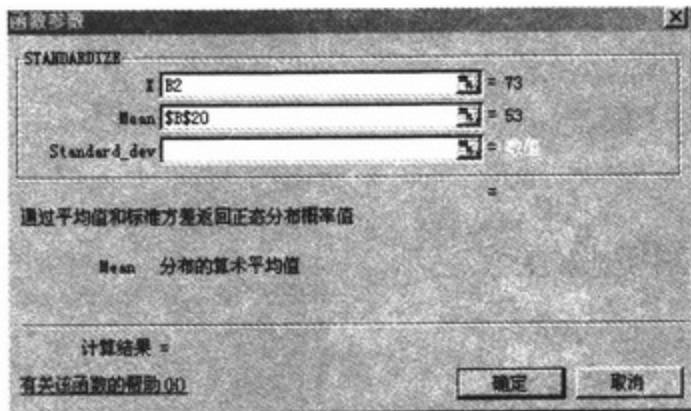 函数参数
STANDARDIZE
X B2 = 73
Mean $B$20 = 53
Standard_dev =
=
通过平均值和标准方差返回正态分布概率值
Mean 分布的算术平均值
计算结果 =
有关该函数的帮助(H)
确定 取消